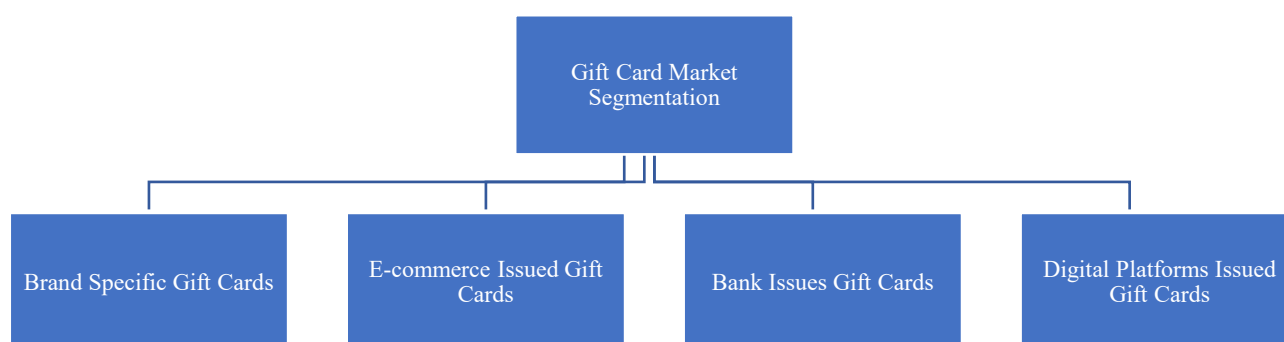 Gift Card Market
Segmentation
Brand Specific Gift Cards
E-commerce Issued Gift
Cards
Bank Issues Gift Cards
Digital Platforms Issued
Gift Cards